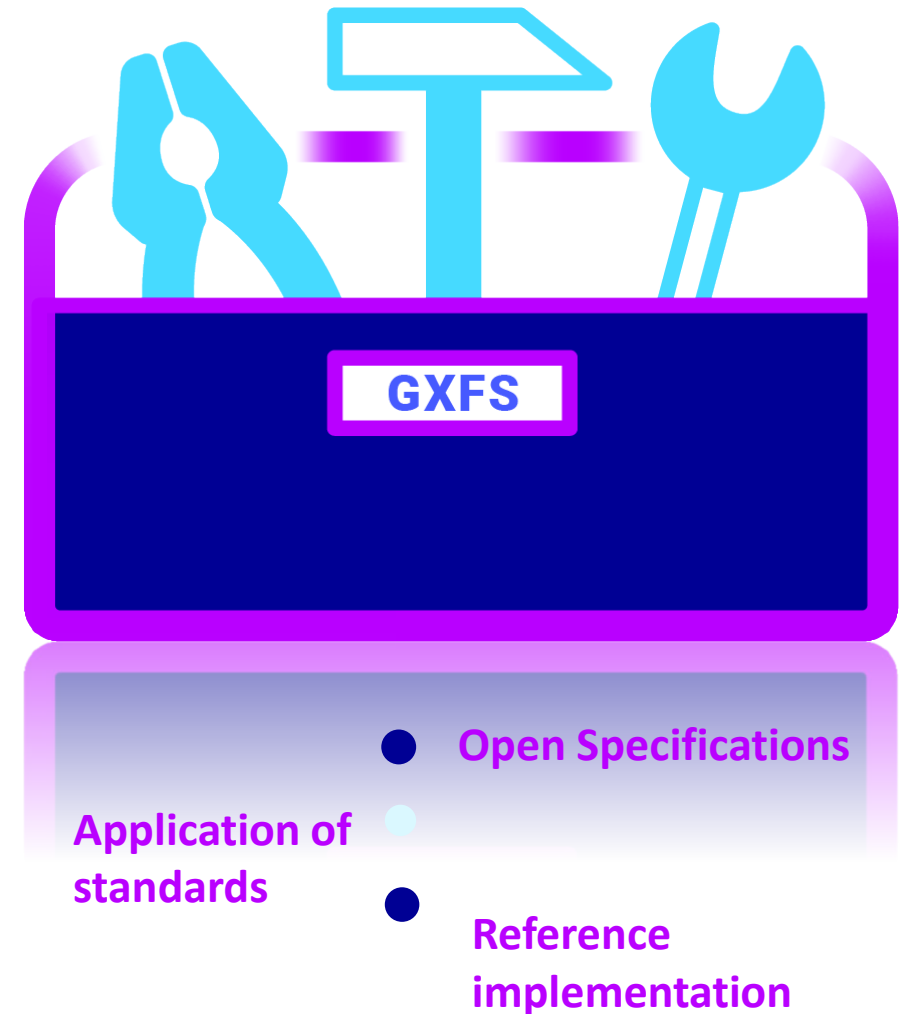 GXFS
Open Specifications
Application of
standards
Reference
implementation